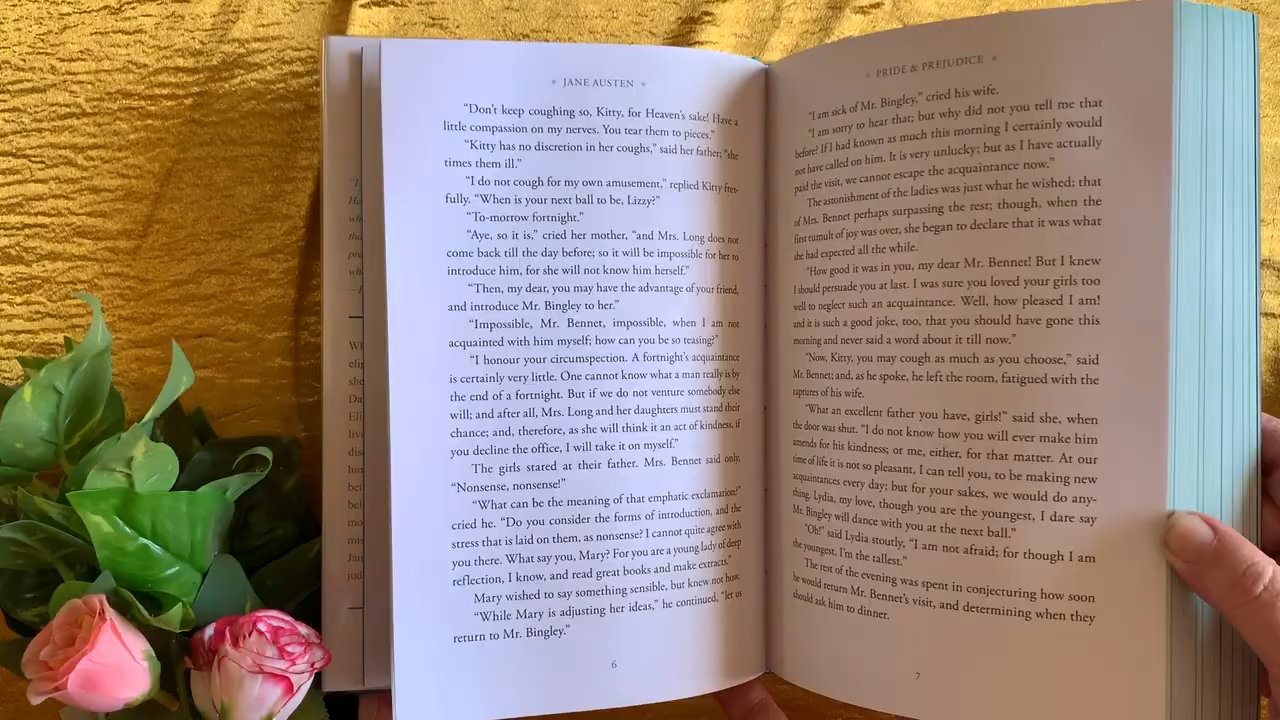 "I
He
wh
tha
pre
wh
—J
Wh
elig
she
Da
Eli
live
disc
him
bet
bel
mo
mis
Jan
jud
* JANE AUSTEN *
"Don't keep coughing so, Kitty, for Heaven's sake! Have a
little compassion on my nerves. You tear them to pieces."
"Kitty has no discretion in her coughs," said her father; "she
times them ill."
"I do not cough for my own amusement," replied Kitty fret-
fully. "When is your next ball to be, Lizzy?"
"To-morrow fortnight."
"Aye, so it is," cried her mother, "and Mrs. Long does not
come back till the day before; so it will be impossible for her to
introduce him, for she will not know him herself."
"Then, my dear, you may have the advantage of your friend,
and introduce Mr. Bingley to her."
"Impossible, Mr. Bennet, impossible, when I am not
acquainted with him myself; how can you be so teasing?"
"I honour your circumspection. A fortnight's acquaintance
is certainly very little. One cannot know what a man really is by
the end of a fortnight. But if we do not venture somebody else
will; and after all, Mrs. Long and her daughters must stand their
chance; and, therefore, as she will think it an act of kindness, if
you decline the office, I will take it on myself."
The girls stared at their father. Mrs. Bennet said only,
"Nonsense, nonsense!"
"What can be the meaning of that emphatic exclamation?"
cried he. "Do you consider the forms of introduction, and the
stress that is laid on them, as nonsense? I cannot quite agree with
you there. What say you, Mary? For you are a young lady of deep
reflection, I know, and read great books and make extracts."
Mary wished to say something sensible, but knew not how.
"While Mary is adjusting her ideas," he continued, "let us
return to Mr. Bingley."
6
* PRIDE & PREJUDICE *
"I am sick of Mr. Bingley," cried his wife.
"I am sorry to hear that; but why did not you tell me that
before? If I had known as much this morning I certainly would
not have called on him. It is very unlucky; but as I have actually
paid the visit, we cannot escape the acquaintance now."
The astonishment of the ladies was just what he wished; that
of Mrs. Bennet perhaps surpassing the rest; though, when the
first tumult of joy was over, she began to declare that it was what
she had expected all the while.
"How good it was in you, my dear Mr. Bennet! But I knew
I should persuade you at last. I was sure you loved your girls too
well to neglect such an acquaintance. Well, how pleased I am!
and it is such a good joke, too, that you should have gone this
morning and never said a word about it till now."
"Now, Kitty, you may cough as much as you choose," said
Mr. Bennet; and, as he spoke, he left the room, fatigued with the
raptures of his wife.
"What an excellent father you have, girls!" said she, when
the door was shut. "I do not know how you will ever make him
amends for his kindness; or me, either, for that matter. At our
time of life it is not so pleasant, I can tell you, to be making new
acquaintances every day; but for your sakes, we would do any-
thing. Lydia, my love, though you are the youngest, I dare say
Mr. Bingley will dance with you at the next ball."
"Oh!" said Lydia stoutly, "I am not afraid; for though I am
the youngest, I'm the tallest."
The rest of the evening was spent in conjecturing how soon
he would return Mr. Bennet's visit, and determining when they
should ask him to dinner.
7